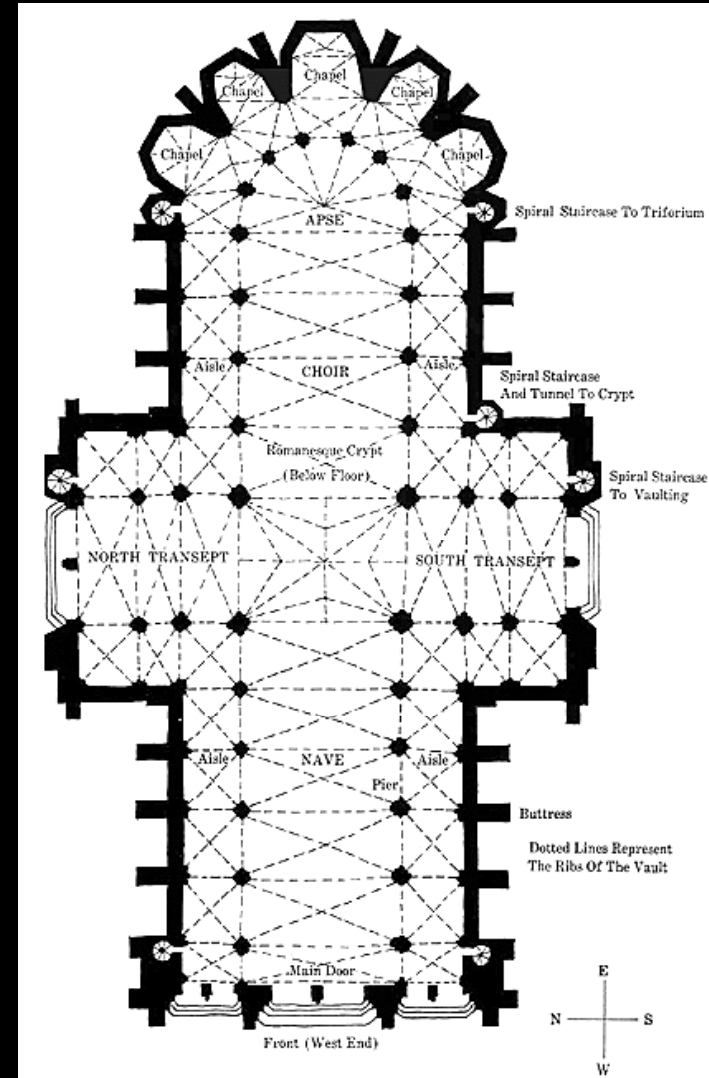 Chapel
Chapel
Chapel
Chapel
Chapel
Spiral Staircase To Triforium
APSE
Aisle
CHOIR
Aisle
Spiral Staircase
And Tunnel To Crypt
Romanesque Crypt
(Below Floor)
Spiral Staircase
To Vaulting
NORTH TRANSEPT
SOUTH TRANSEPT
Aisle
NAVE
Aisle
Pier
Buttress
Dotted Lines Represent
The Ribs Of The Vault
Main Door
Front (West End)
E
N
S
W